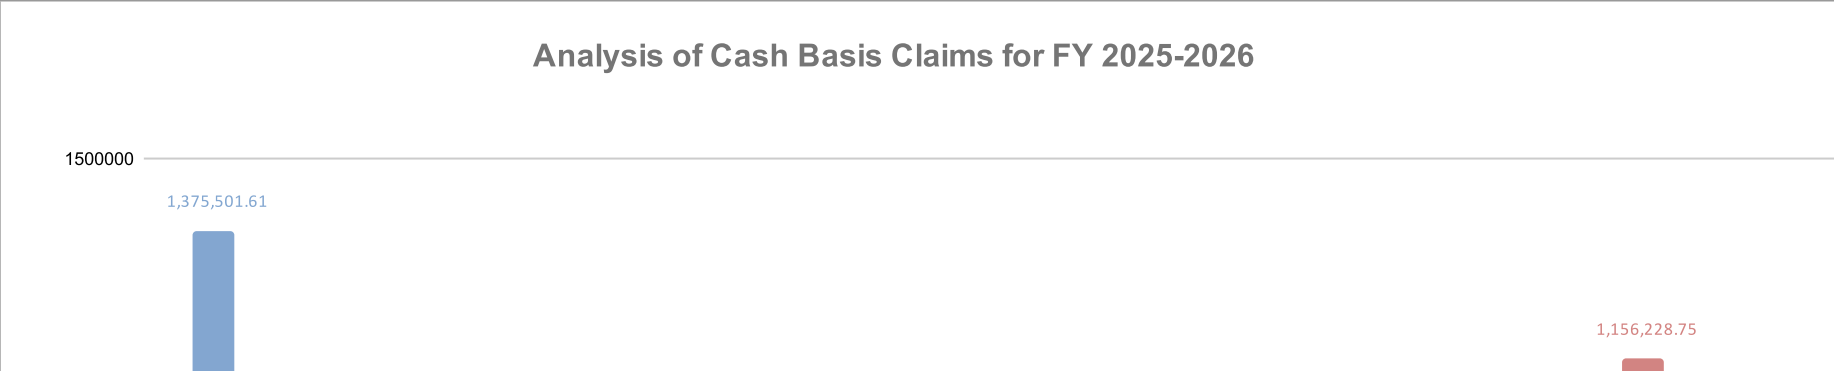 Analysis of Cash Basis Claims for FY 2025-2026
1500000
1,375,501.61
1,156,228.75